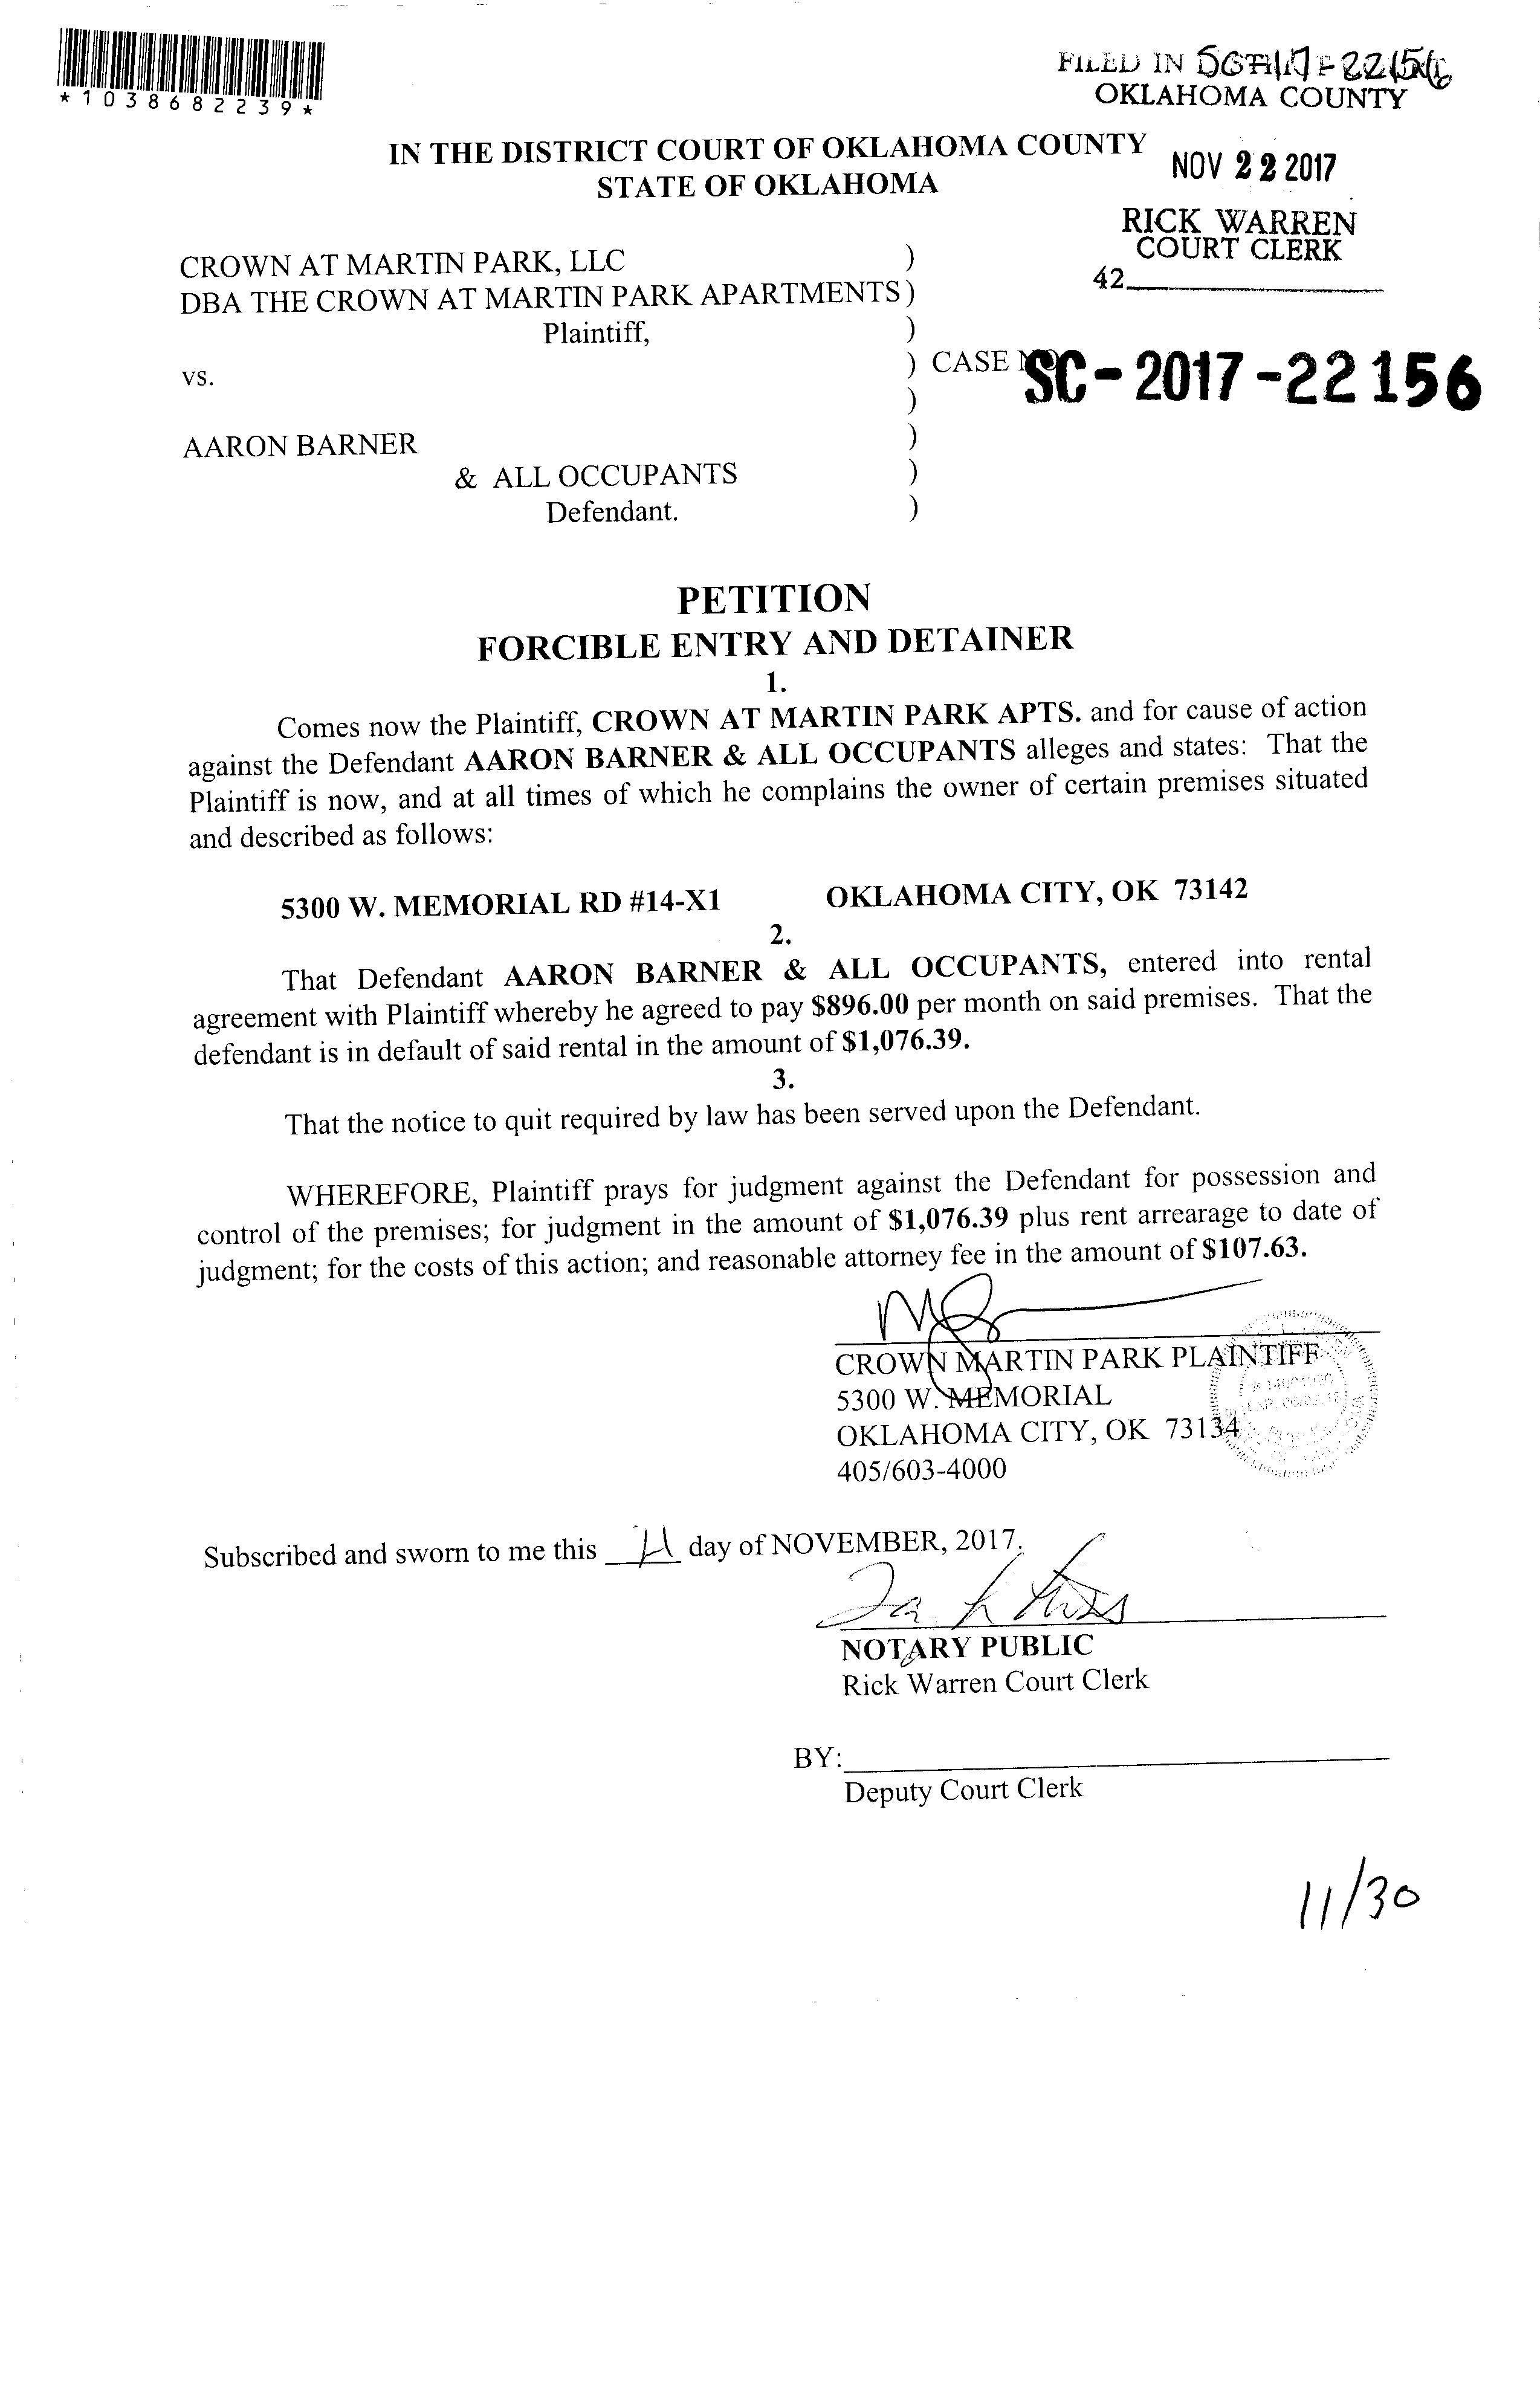 *1038682239*
FILED IN
OKLAHOMA COUNTY
IN THE DISTRICT COURT OF OKLAHOMA COUNTY
STATE OF OKLAHOMA
NOV 22 2017
RICK WARREN
COURT CLERK
42
CROWN AT MARTIN PARK, LLC )
DBA THE CROWN AT MARTIN PARK APARTMENTS )
Plaintiff, )
vs. ) CASE NO SC-2017-22156
)
AARON BARNER )
& ALL OCCUPANTS )
Defendant. )
PETITION
FORCIBLE ENTRY AND DETAINER
1.
Comes now the Plaintiff, CROWN AT MARTIN PARK APTS. and for cause of action
against the Defendant AARON BARNER & ALL OCCUPANTS alleges and states: That the
Plaintiff is now, and at all times of which he complains the owner of certain premises situated
and described as follows:
5300 W. MEMORIAL RD #14-X1 OKLAHOMA CITY, OK 73142
2.
That Defendant AARON BARNER & ALL OCCUPANTS, entered into rental
agreement with Plaintiff whereby he agreed to pay $896.00 per month on said premises. That the
defendant is in default of said rental in the amount of $1,076.39.
3.
That the notice to quit required by law has been served upon the Defendant.
WHEREFORE, Plaintiff prays for judgment against the Defendant for possession and
control of the premises; for judgment in the amount of $1,076.39 plus rent arrearage to date of
judgment; for the costs of this action; and reasonable attorney fee in the amount of $107.63.
CROWN MARTIN PARK PLAINTIFF
5300 W. MEMORIAL
OKLAHOMA CITY, OK 73134
405/603-4000
Subscribed and sworn to me this day of NOVEMBER, 2017.
NOTARY PUBLIC
Rick Warren Court Clerk
BY:
Deputy Court Clerk
11/30